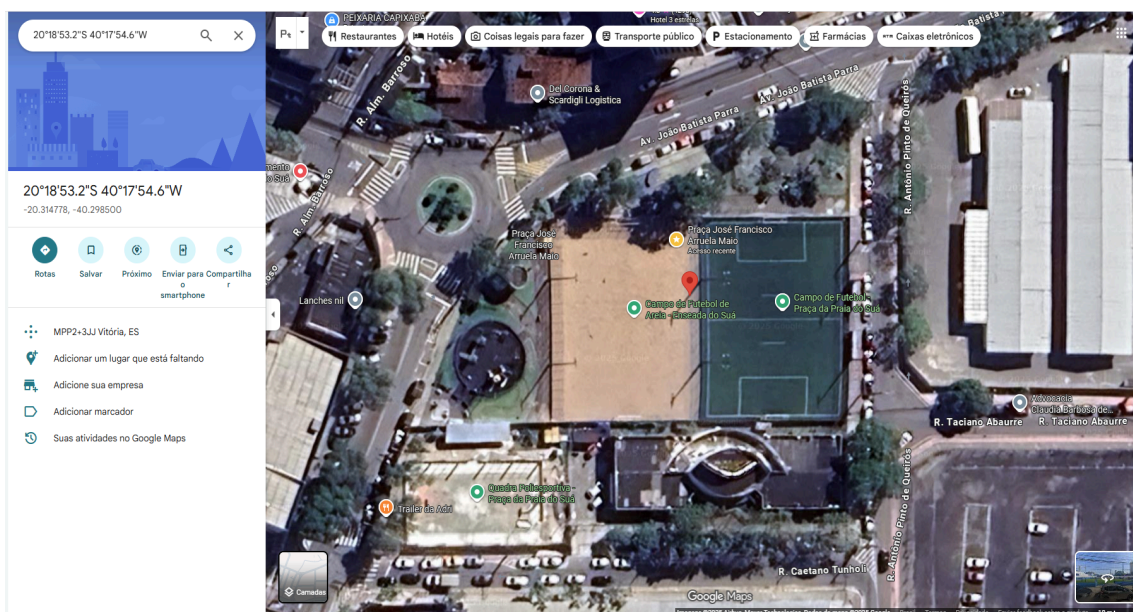 20°18'53.2"S 40°17'54.6"W
20°18'53.2"S 40°17'54.6"W
-20.314778, -40.298500
Rotas
Salvar
Próximo
Enviar para o smartphone
Compartilhar
MPP2+3JJ Vitória, ES
Adicionar um lugar que está faltando
Adicione sua empresa
Adicionar marcador
Suas atividades no Google Maps
PEIXARIA CAPIXABA
Hotel 3 estrelas
Restaurantes
Hotéis
Coisas legais para fazer
Transporte público
Estacionamento
Farmácias
Caixas eletrônicos
Del Corona &
Scardigli Logistica
R. Alm. Barroso
Av. João Batista Parra
Av. João Batista Parra
R. Antônio Pinto de Queirós
R. Alm. Barroso
Praça José
Francisco
Arruela Maio
Praça José Francisco
Arruela Maio
Acesso recente
Lanches nil
Campo de Futebol de
Areia - Enseada do Suá
Campo de Futebol -
Praça da Praia do Suá
Advocacia
Claudia Barbosa de...
R. Taciano Abaurre
R. Taciano Abaurre
Quadra Poliesportiva -
Praça da Praia do Suá
Trailer da Adri
R. Antônio Pinto de Queirós
R. Caetano Tunholi
Camadas
Google Maps